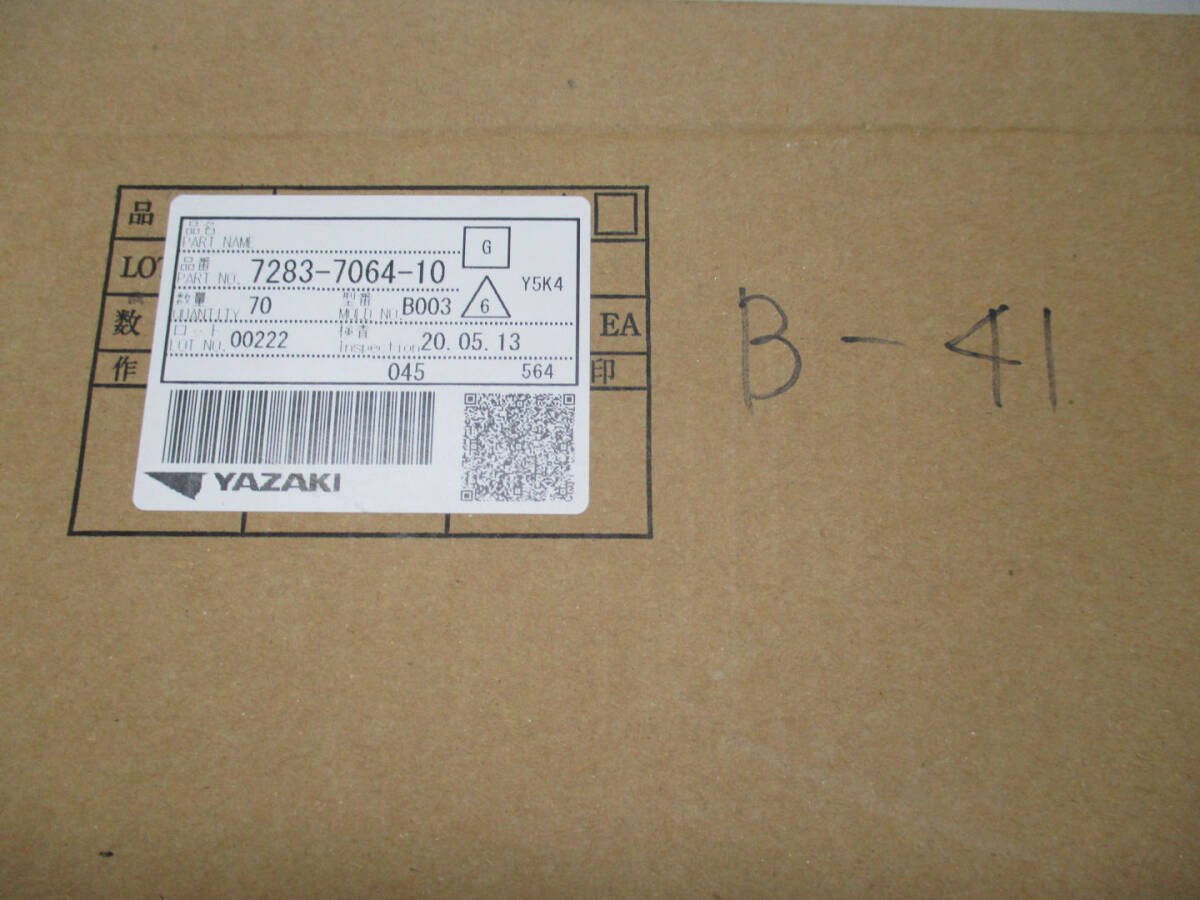 品
品名
PART NAME
G
LOT
品番
PART NO. 7283-7064-10
Y5K4
数
数量
QUANTITY 70
型番
MOLD NO. B003
6
EA
ロット
LOT NO. 00222
検査
Inspection 20.05.13
作
045 564
印
YAZAKI
B-41